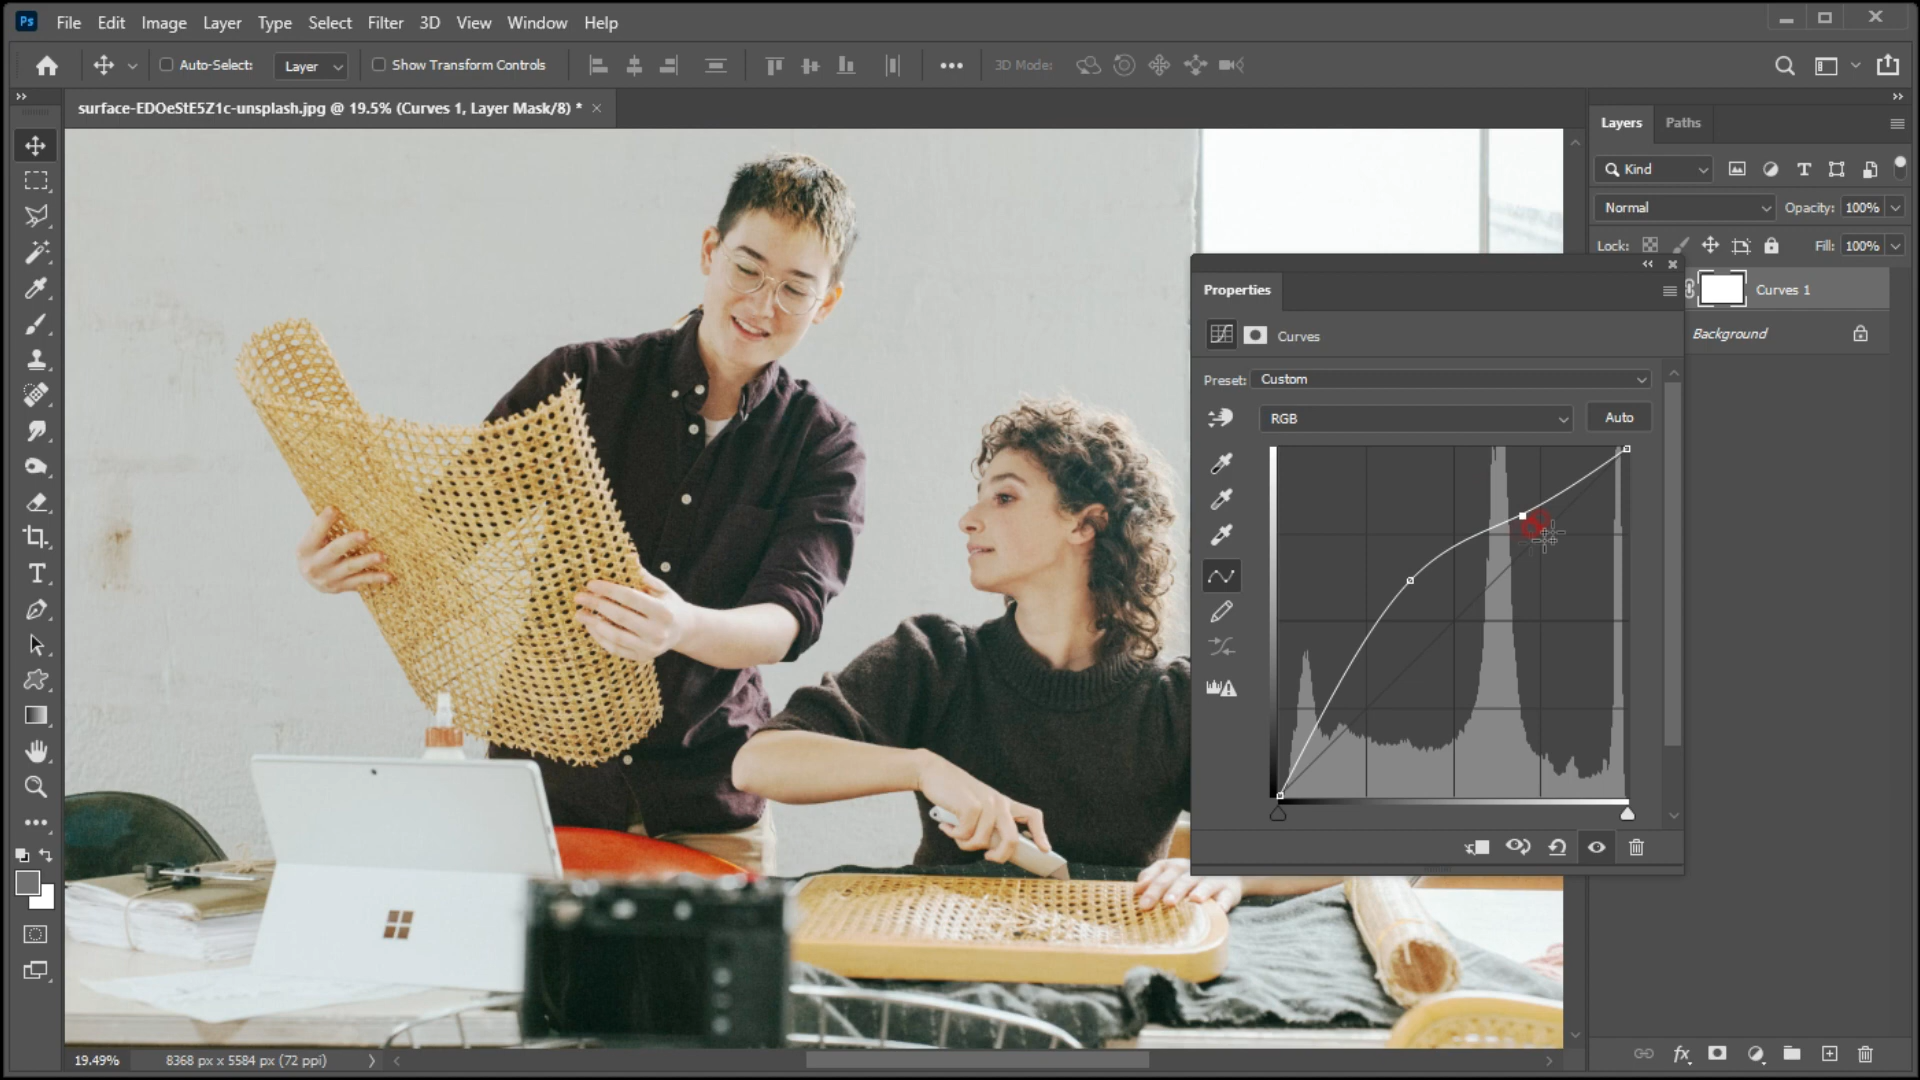 Ps File Edit Image Layer Type Select Filter 3D View Window Help
Auto-Select: Layer Show Transform Controls 3D Mode:
surface-EDOeStE5Z1c-unsplash.jpg @ 19.5% (Curves 1, Layer Mask/8) *
Layers Paths
Kind
Normal Opacity: 100%
Lock: Fill: 100%
Curves 1
Background
Properties
Curves
Preset: Custom
RGB Auto
19.49% 8368 px x 5584 px (72 ppi)
fx